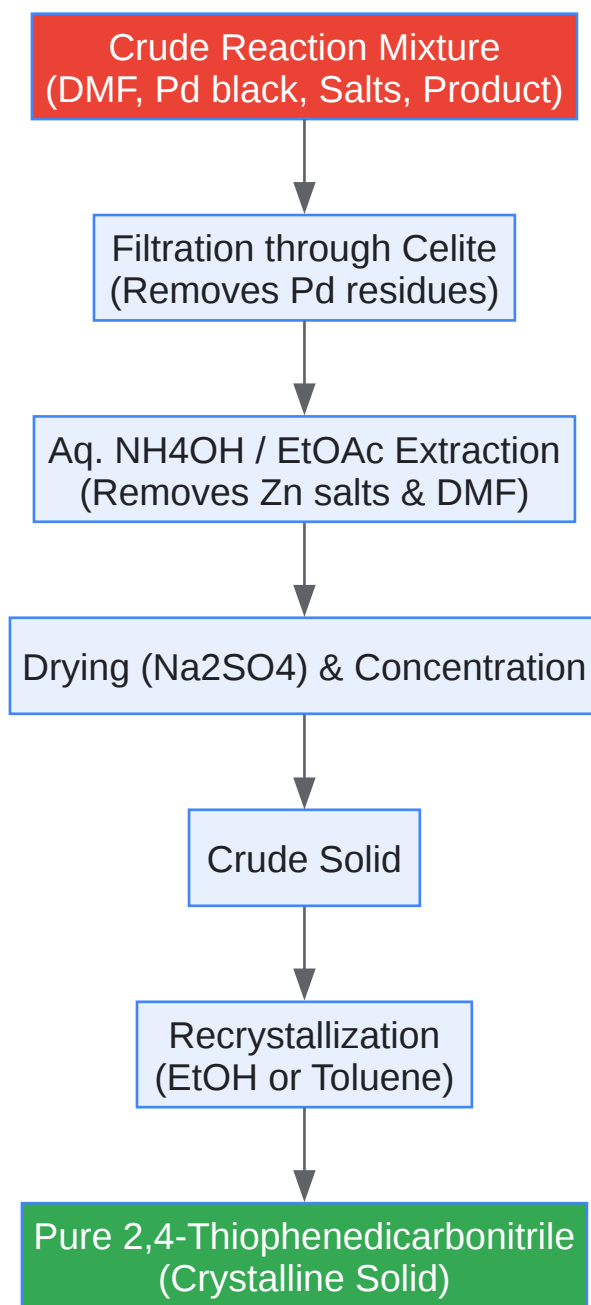 Crude Reaction Mixture
(DMF, Pd black, Salts, Product)
Filtration through Celite
(Removes Pd residues)
Aq. NH4OH / EtOAc Extraction
(Removes Zn salts & DMF)
Drying (Na2SO4) & Concentration
Crude Solid
Recrystallization
(EtOH or Toluene)
Pure 2,4-Thiophenedicarbonitrile
(Crystalline Solid)